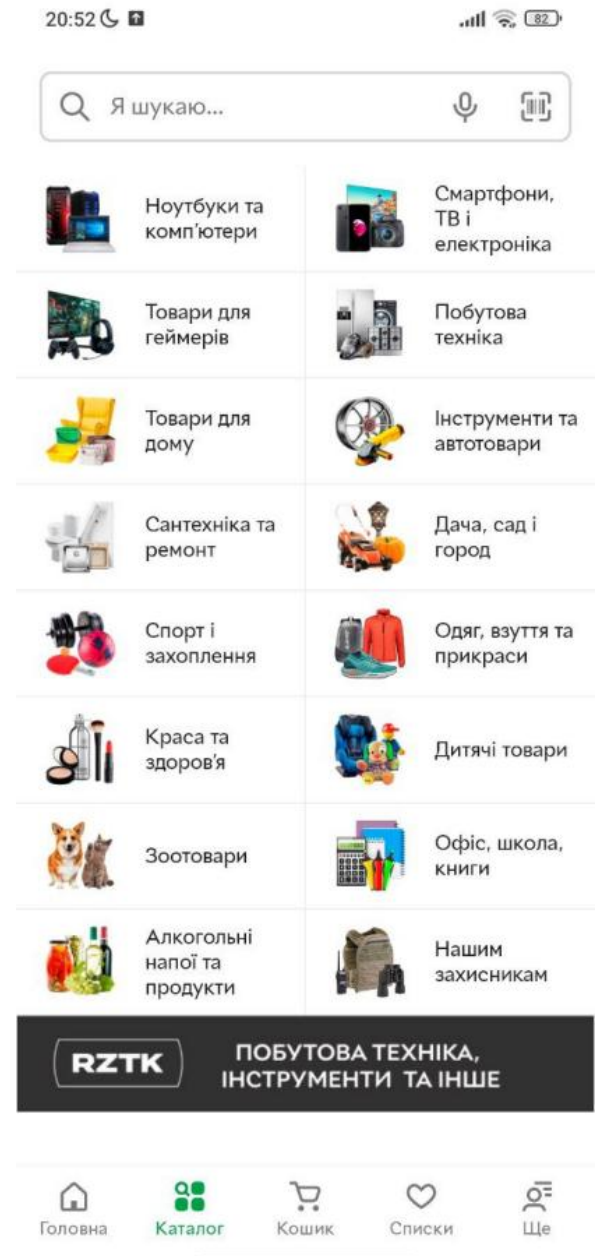 20:52
82
Я шукаю...
Ноутбуки та
комп'ютери
Смартфони,
ТВ і
електроніка
Товари для
геймерів
Побутова
техніка
Товари для
дому
Інструменти та
автотовари
Сантехніка та
ремонт
Дача, сад і
город
Спорт і
захоплення
Одяг, взуття та
прикраси
Краса та
здоров'я
Дитячі товари
Зоотовари
Офіс, школа,
книги
Алкогольні
напої та
продукти
Нашим
захисникам
RZTK
ПОБУТОВА ТЕХНІКА,
ІНСТРУМЕНТИ ТА ІНШЕ
Головна
Каталог
Кошик
Списки
Ще